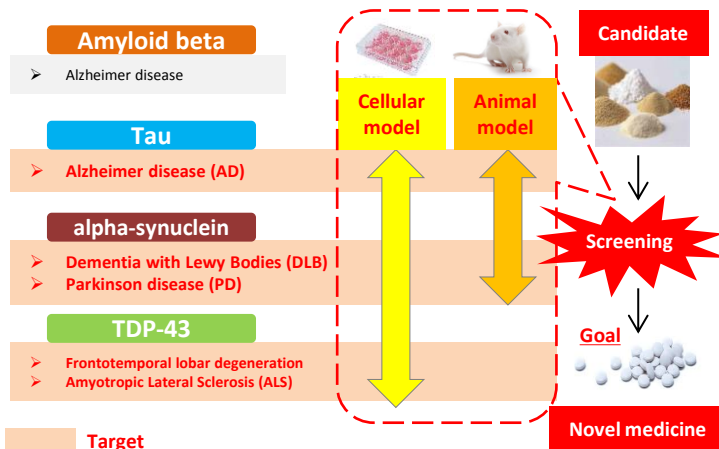 Amyloid beta
➢ Alzheimer disease
Tau
➢ Alzheimer disease (AD)
alpha-synuclein
➢ Dementia with Lewy Bodies (DLB)
➢ Parkinson disease (PD)
TDP-43
➢ Frontotemporal lobar degeneration
➢ Amyotropic Lateral Sclerosis (ALS)
Target
Cellular
model
Animal
model
Candidate
Screening
Goal
Novel medicine